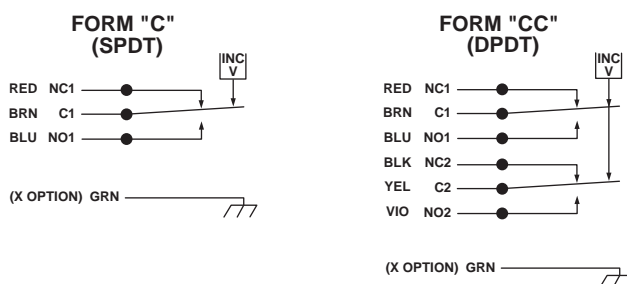 FORM "C"
(SPDT)
INC
V
RED NC1
BRN C1
BLU NO1
(X OPTION) GRN
FORM "CC"
(DPDT)
INC
V
RED NC1
BRN C1
BLU NO1
BLK NC2
YEL C2
VIO NO2
(X OPTION) GRN